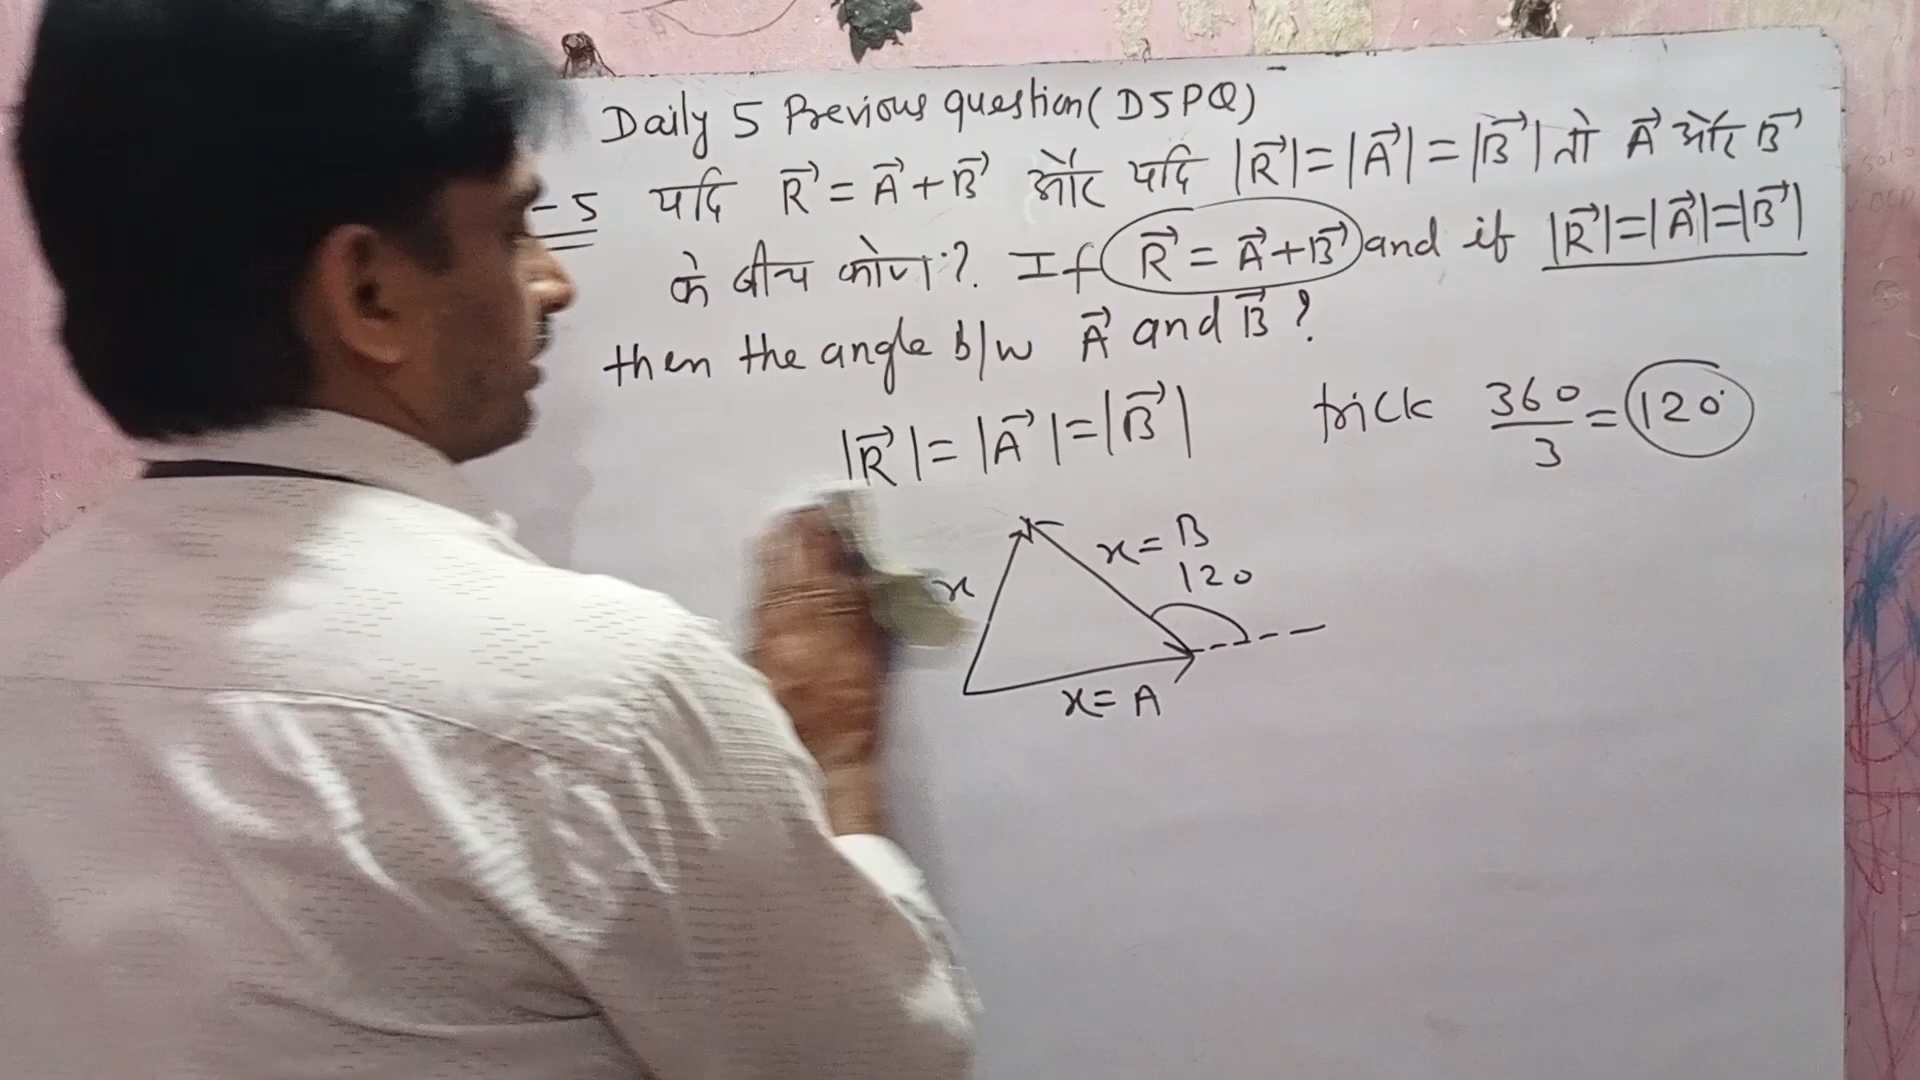 Daily 5 Previous question (D5PQ)
-5 यदि R⃗ = A⃗ + B⃗ और यदि |R⃗| = |A⃗| = |B⃗| तो A⃗ और B⃗
के बीच कोण? If R⃗ = A⃗ + B⃗ and if |R⃗| = |A⃗| = |B⃗|
then the angle b/w A⃗ and B⃗ ?
|R⃗| = |A⃗| = |B⃗| trick 360/3 = 120°
x = B
120
x
x = A